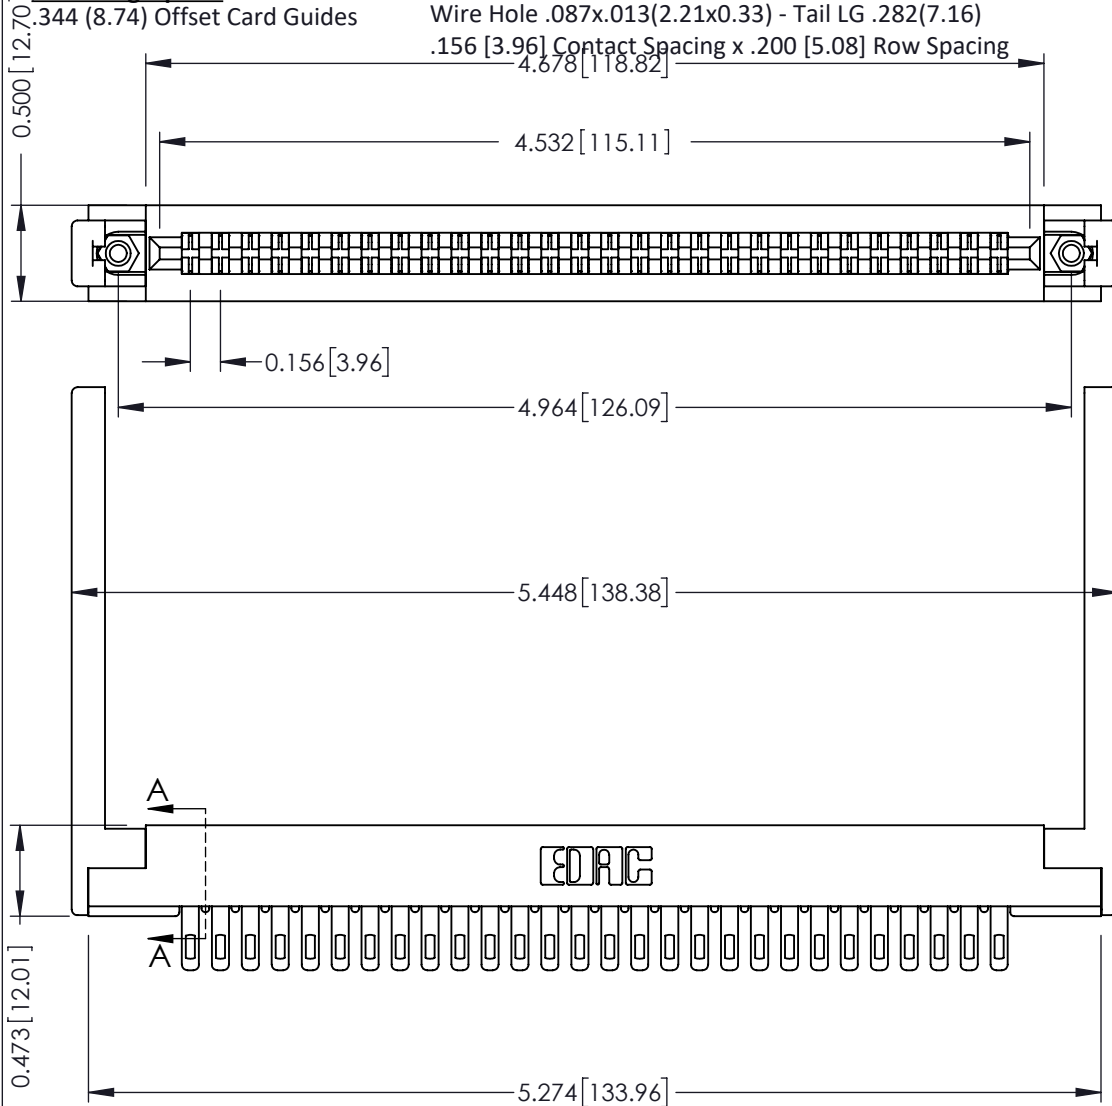 .344 (8.74) Offset Card Guides
Wire Hole .087x.013(2.21x0.33) - Tail LG .282(7.16)
.156 [3.96] Contact Spacing x .200 [5.08] Row Spacing
0.500 [12.70
4.678 [118.82]
4.532 [115.11]
0.156 [3.96]
4.964 [126.09]
5.448 [138.38]
A
EDAC
A
0.473 [12.01]
5.274 [133.96]